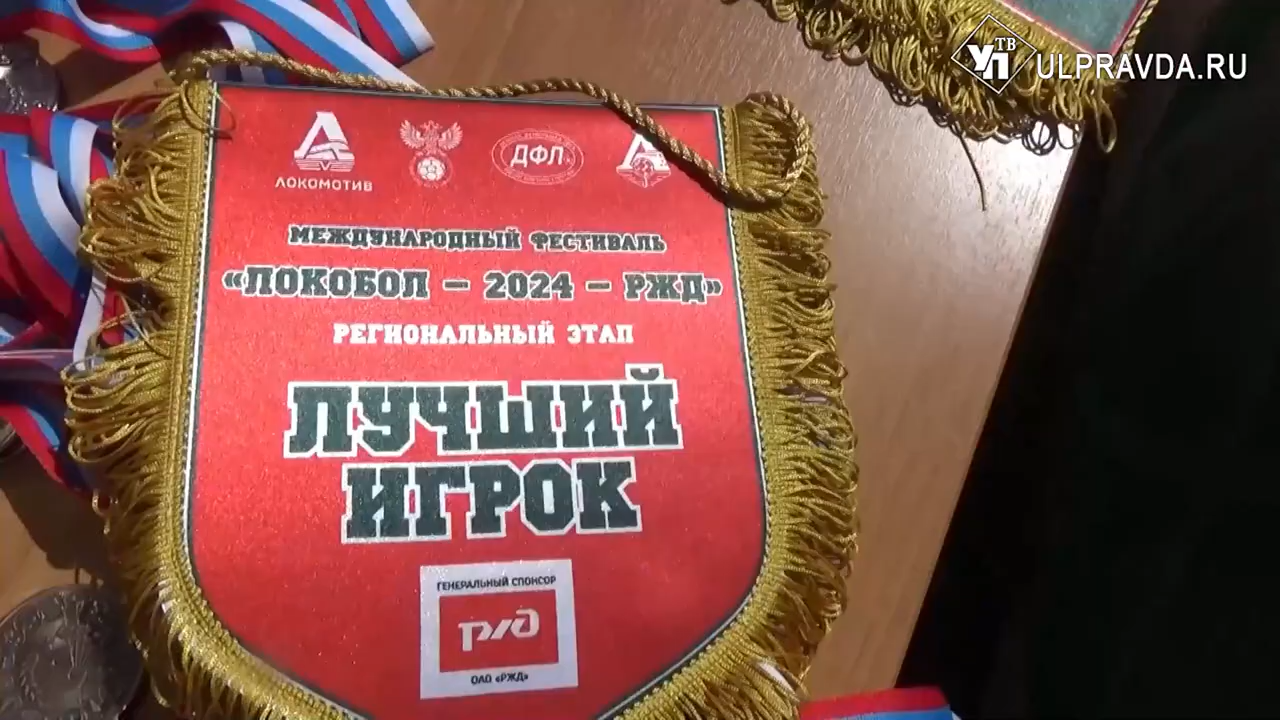 УП ТВ ULPRAVDA.RU
ЛОКОМОТИВ
ДФЛ
МЕЖДУНАРОДНЫЙ ФЕСТИВАЛЬ
«ЛОКОБОЛ – 2024 – РЖД»
РЕГИОНАЛЬНЫЙ ЭТАП
ЛУЧШИЙ
ИГРОК
ГЕНЕРАЛЬНЫЙ СПОНСОР
РЖД
ОАО «РЖД»